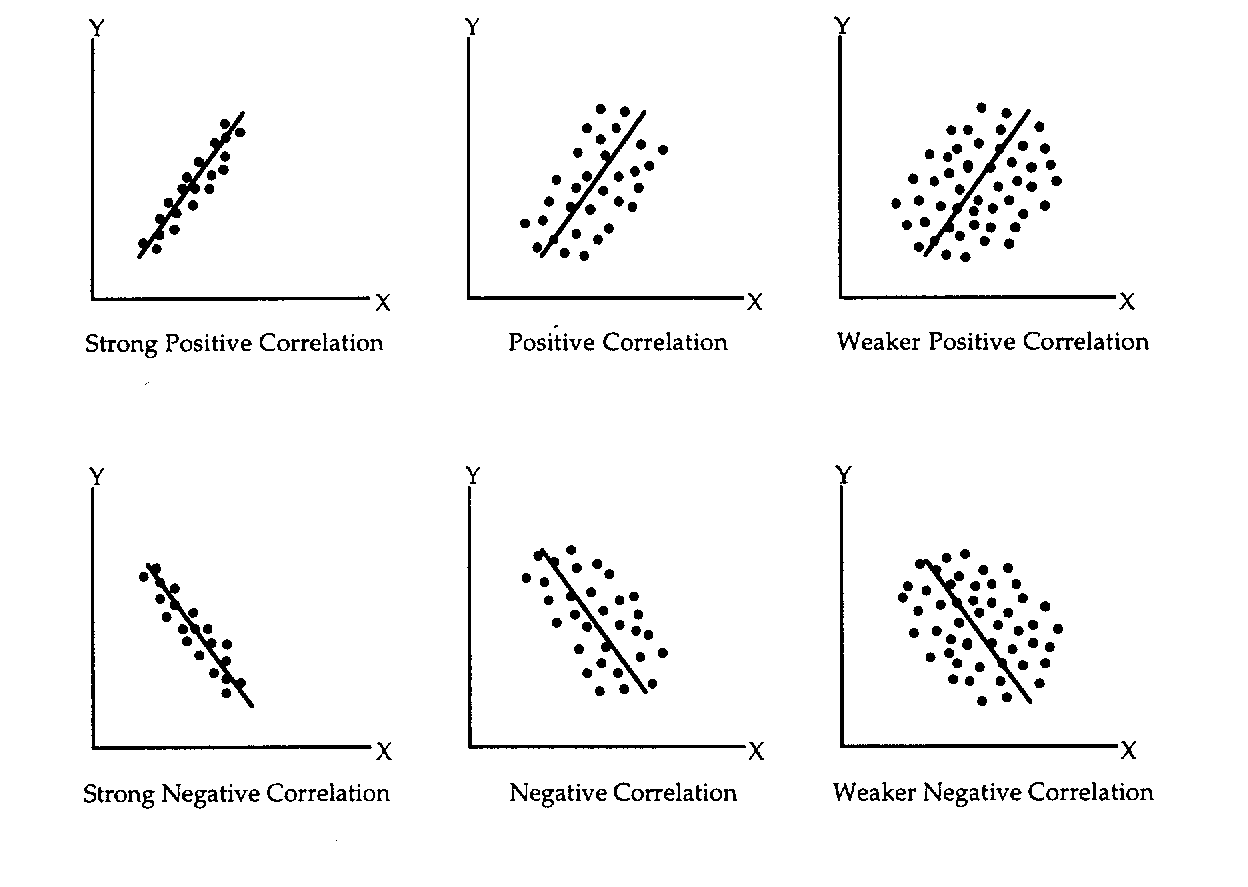 Y
Y
Y
X
X
X
Strong Positive Correlation
Positive Correlation
Weaker Positive Correlation
Y
Y
Y
X
X
X
Strong Negative Correlation
Negative Correlation
Weaker Negative Correlation